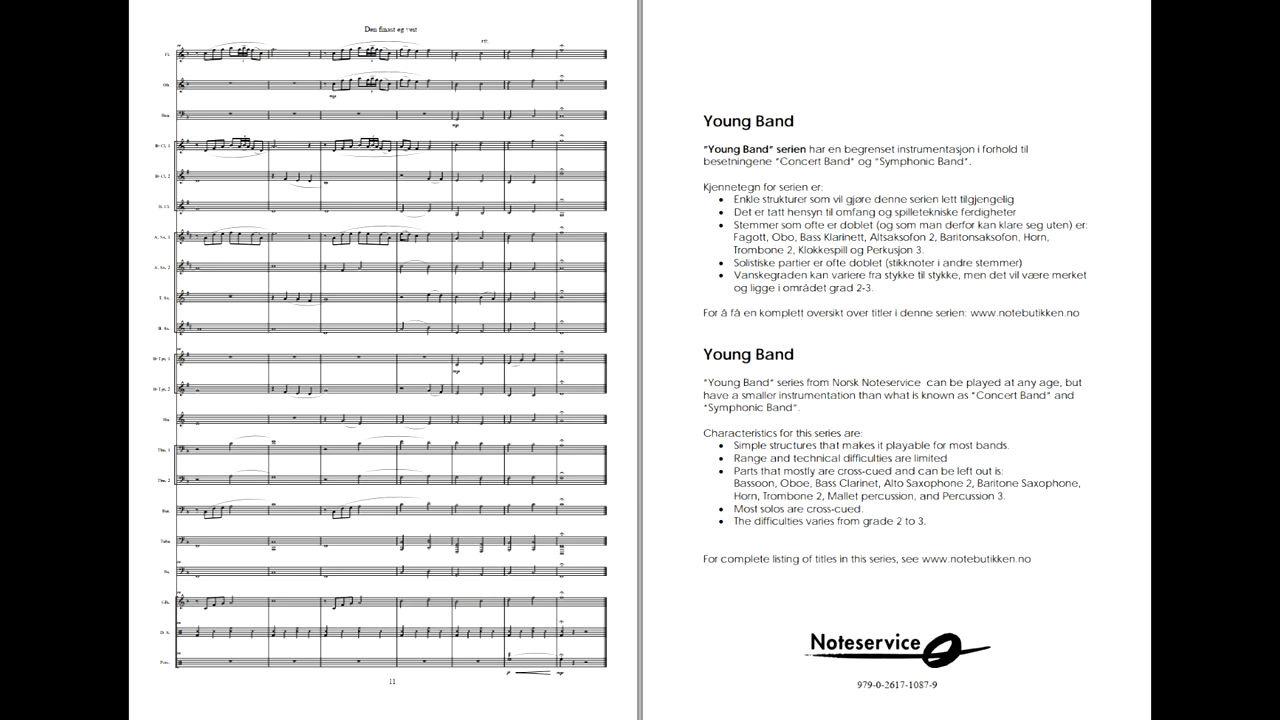 Den finast eg veit
rit.
Fl.
Ob.
Bsn.
B♭ Cl. 1
B♭ Cl. 2
B. Cl.
A. Sx. 1
A. Sx. 2
T. Sx.
B. Sx.
B♭ Tpt. 1
B♭ Tpt. 2
Hn.
Tbn. 1
Tbn. 2
Tuba
mp
mp
mp
p
mp
11
Young Band
"Young Band" serien har en begrenset instrumentasjon i forhold til
besetningene "Concert Band" og "Symphonic Band".
Kjennetegn for serien er:
• Enkle strukturer som vil gjøre denne serien lett tilgjengelig
• Det er tatt hensyn til omfang og spilletekniske ferdigheter
• Stemmer som ofte er doblet (og som man derfor kan klare seg uten) er:
Fagott, Obo, Bass Klarinett, Altsaksofon 2, Baritonsaksofon, Horn,
Trombone 2, Klokkespill og Perkusjon 3.
• Solistiske partier er ofte doblet (stikknoter i andre stemmer)
• Vanskegraden kan variere fra stykke til stykke, men det vil være merket
og ligge i området grad 2-3.
For å få en komplett oversikt over titler i denne serien: www.notebutikken.no
Young Band
"Young Band" series from Norsk Noteservice can be played at any age, but
have a smaller instrumentation than what is known as "Concert Band" and
"Symphonic Band".
Characteristics for this series are:
• Simple structures that makes it playable for most bands.
• Range and technical difficulties are limited
• Parts that mostly are cross-cued and can be left out is:
Bassoon, Oboe, Bass Clarinet, Alto Saxophone 2, Baritone Saxophone,
Horn, Trombone 2, Mallet percussion, and Percussion 3.
• Most solos are cross-cued.
• The difficulties varies from grade 2 to 3.
For complete listing of titles in this series, see www.notebutikken.no
Noteservice
979-0-2617-1087-9